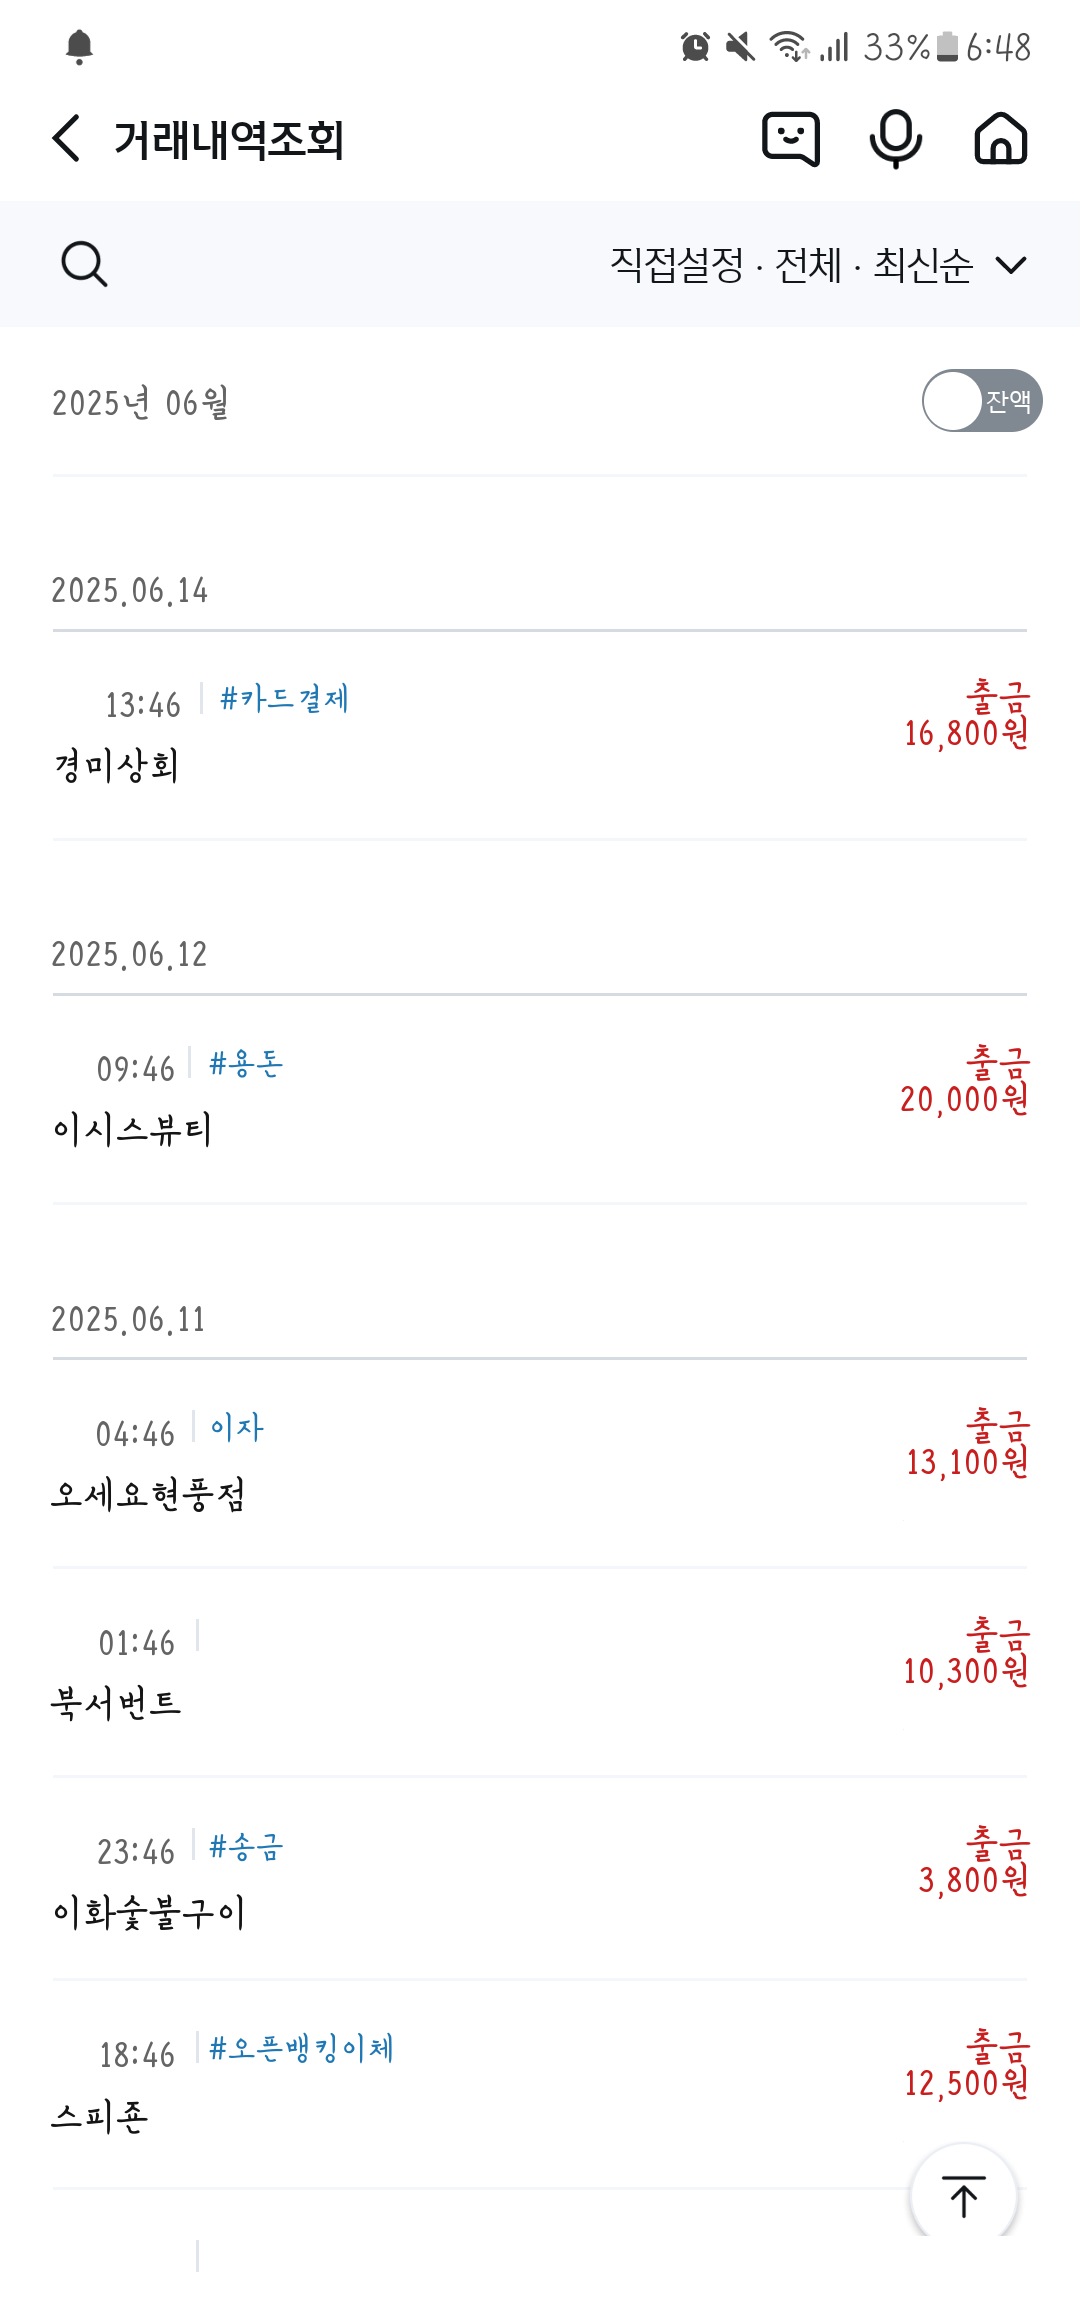 33% 6:48
거래내역조회
직접설정 · 전체 · 최신순
2025년 06월
잔액
2025.06.14
13:46 #카드결제
출금
16,800원
경미상회
2025.06.12
09:46 #용돈
출금
20,000원
이시스뷰티
2025.06.11
04:46 이자
출금
13,100원
오세요현풍점
01:46
출금
10,300원
북서번트
23:46 #송금
출금
3,800원
이화숯불구이
18:46 #오픈뱅킹이체
출금
12,500원
스피죤